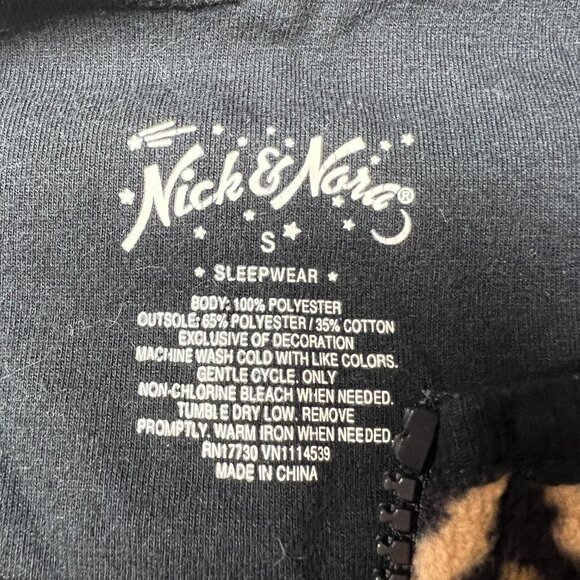 Nick & Nora®
S
SLEEPWEAR
BODY: 100% POLYESTER
OUTSOLE: 65% POLYESTER / 35% COTTON
EXCLUSIVE OF DECORATION
MACHINE WASH COLD WITH LIKE COLORS.
GENTLE CYCLE. ONLY
NON-CHLORINE BLEACH WHEN NEEDED.
TUMBLE DRY LOW. REMOVE
PROMPTLY. WARM IRON WHEN NEEDED.
RN17730 VN1114539
MADE IN CHINA